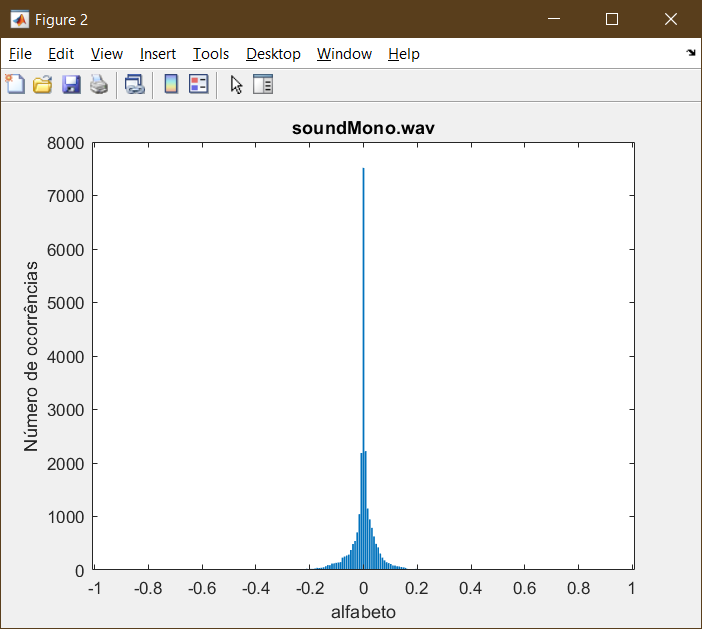 Figure 2
File Edit View Insert Tools Desktop Window Help
soundMono.wav
8000
7000
6000
5000
4000
3000
2000
1000
0
Número de ocorrências
-1 -0.8 -0.6 -0.4 -0.2 0 0.2 0.4 0.6 0.8 1
alfabeto